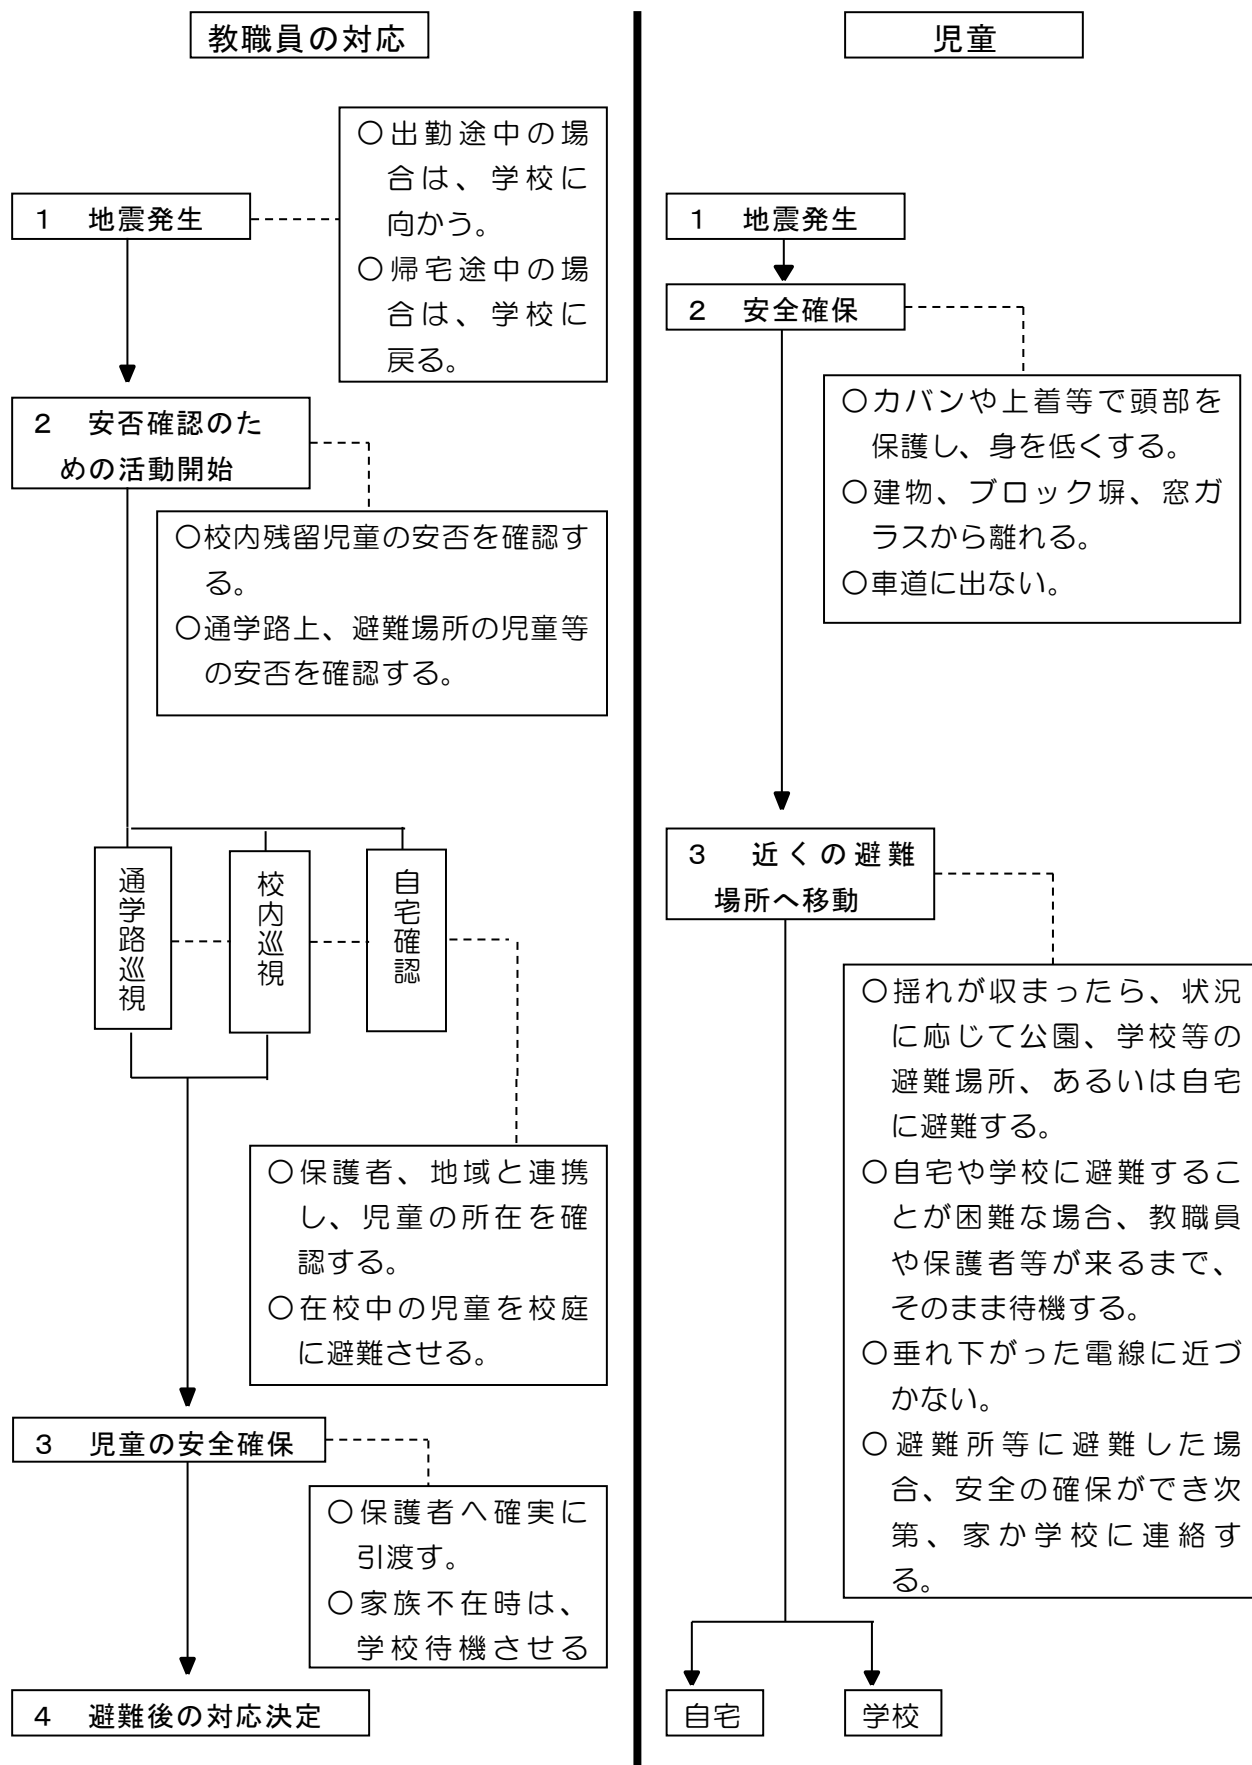 教職員の対応
○出勤途中の場
合は、学校に
向かう。
○帰宅途中の場
合は、学校に
戻る。
1 地震発生
2 安否確認のた
めの活動開始
○校内残留児童の安否を確認す
る。
○通学路上、避難場所の児童等
の安否を確認する。
通学路巡視
校内巡視
自宅確認
○保護者、地域と連携
し、児童の所在を確
認する。
○在校中の児童を校庭
に避難させる。
3 児童の安全確保
○保護者へ確実に
引渡す。
○家族不在時は、
学校待機させる
4 避難後の対応決定
児童
1 地震発生
2 安全確保
○カバンや上着等で頭部を
保護し、身を低くする。
○建物、ブロック塀、窓ガ
ラスから離れる。
○車道に出ない。
3 近くの避難
場所へ移動
○揺れが収まったら、状況
に応じて公園、学校等の
避難場所、あるいは自宅
に避難する。
○自宅や学校に避難するこ
とが困難な場合、教職員
や保護者等が来るまで、
そのまま待機する。
○垂れ下がった電線に近づ
かない。
○避難所等に避難した場
合、安全の確保ができ次
第、家か学校に連絡す
る。
自宅
学校